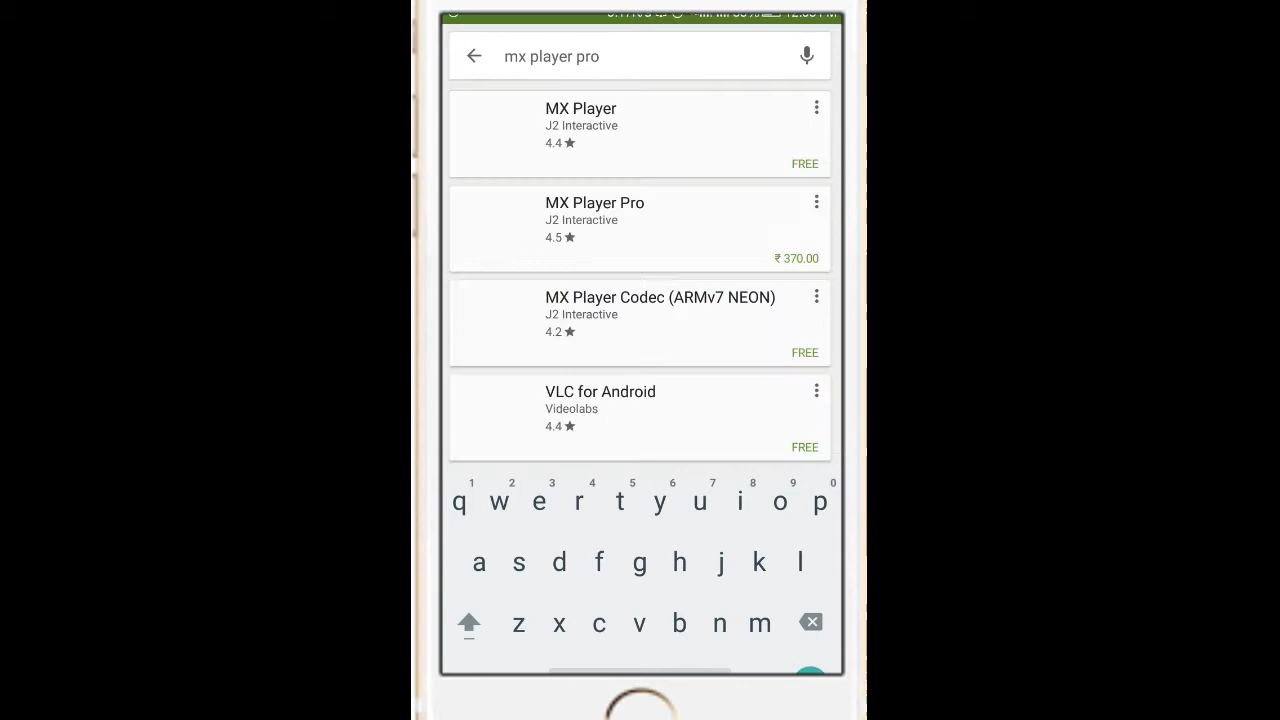 mx player pro
MX Player
J2 Interactive
4.4★
FREE
MX Player Pro
J2 Interactive
4.5★
₹ 370.00
MX Player Codec (ARMv7 NEON)
J2 Interactive
4.2★
FREE
VLC for Android
Videolabs
4.4★
FREE
1 2 3 4 5 6 7 8 9 0
q w e r t y u i o p
a s d f g h j k l
z x c v b n m